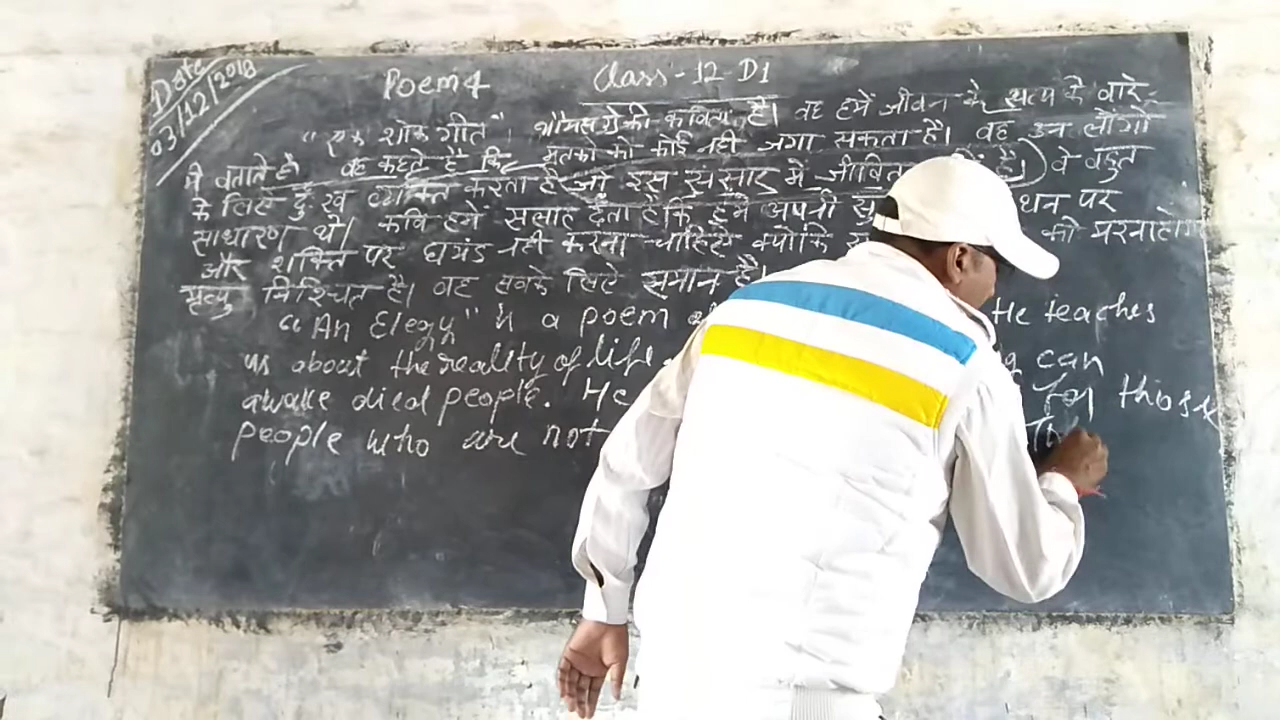 Date
03/12/2018
Poem 4
Class-12-D1
"एक शोक गीत", थॉमस ग्रे की कविता है। वह हमें जीवन के सत्य के बारे
में बताते है। वह कहते है कि मृतको को कोई नही जगा सकता है। वह उन लोगो
के लिए दुःख व्यक्त करता है जो इस संसार में जीवित है। वे बहुत
साधारण थे। कवि हमें सलाह देता है कि हमें अपनी धन पर
और शक्ति पर घमंड नही करना चाहिए क्योकि को मरना होगा
मृत्यु निश्चित है। वह सबके लिए समान है।
"An Elegy" is a poem He teaches
us about the reality of life can
awake died people. He for those
people who are not Th